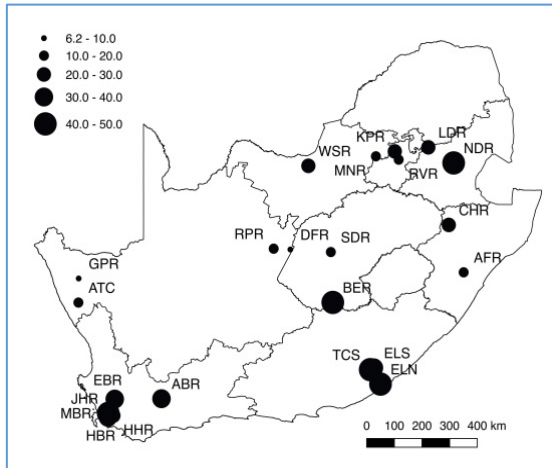 6.2 - 10.0
10.0 - 20.0
20.0 - 30.0
30.0 - 40.0
40.0 - 50.0
KPR
LDR
WSR
NDR
MNR
RVR
CHR
RPR
DFR
SDR
AFR
GPR
ATC
BER
TCS
ELS
ELN
EBR
ABR
JHR
MBR
HBR
HHR
0 100 200 300 400 km